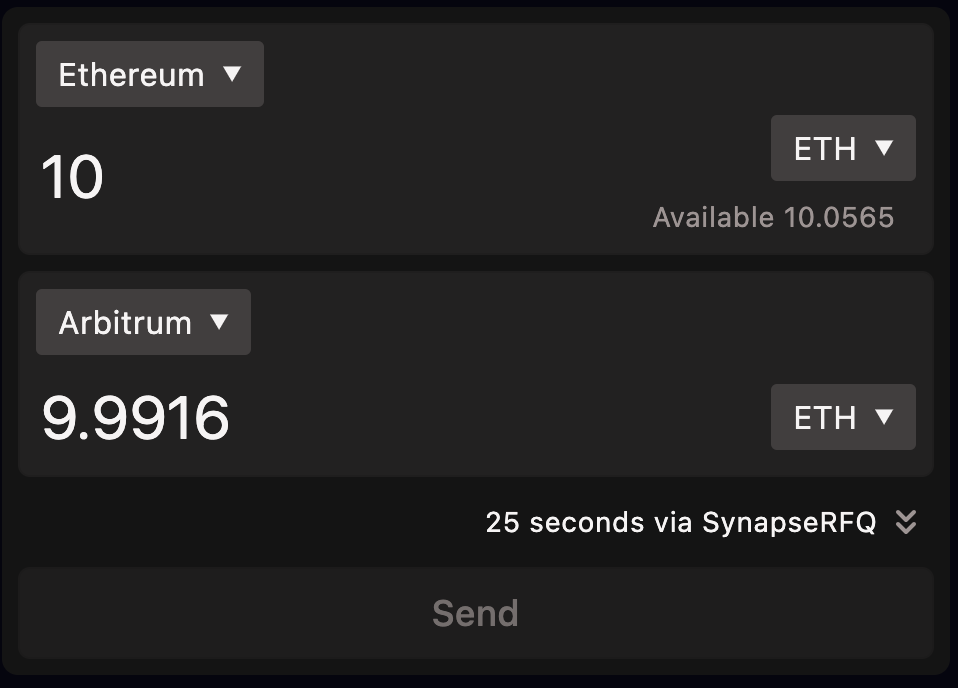 Ethereum ▼
10
ETH ▼
Available 10.0565
Arbitrum ▼
9.9916
ETH ▼
25 seconds via SynapseRFQ
Send